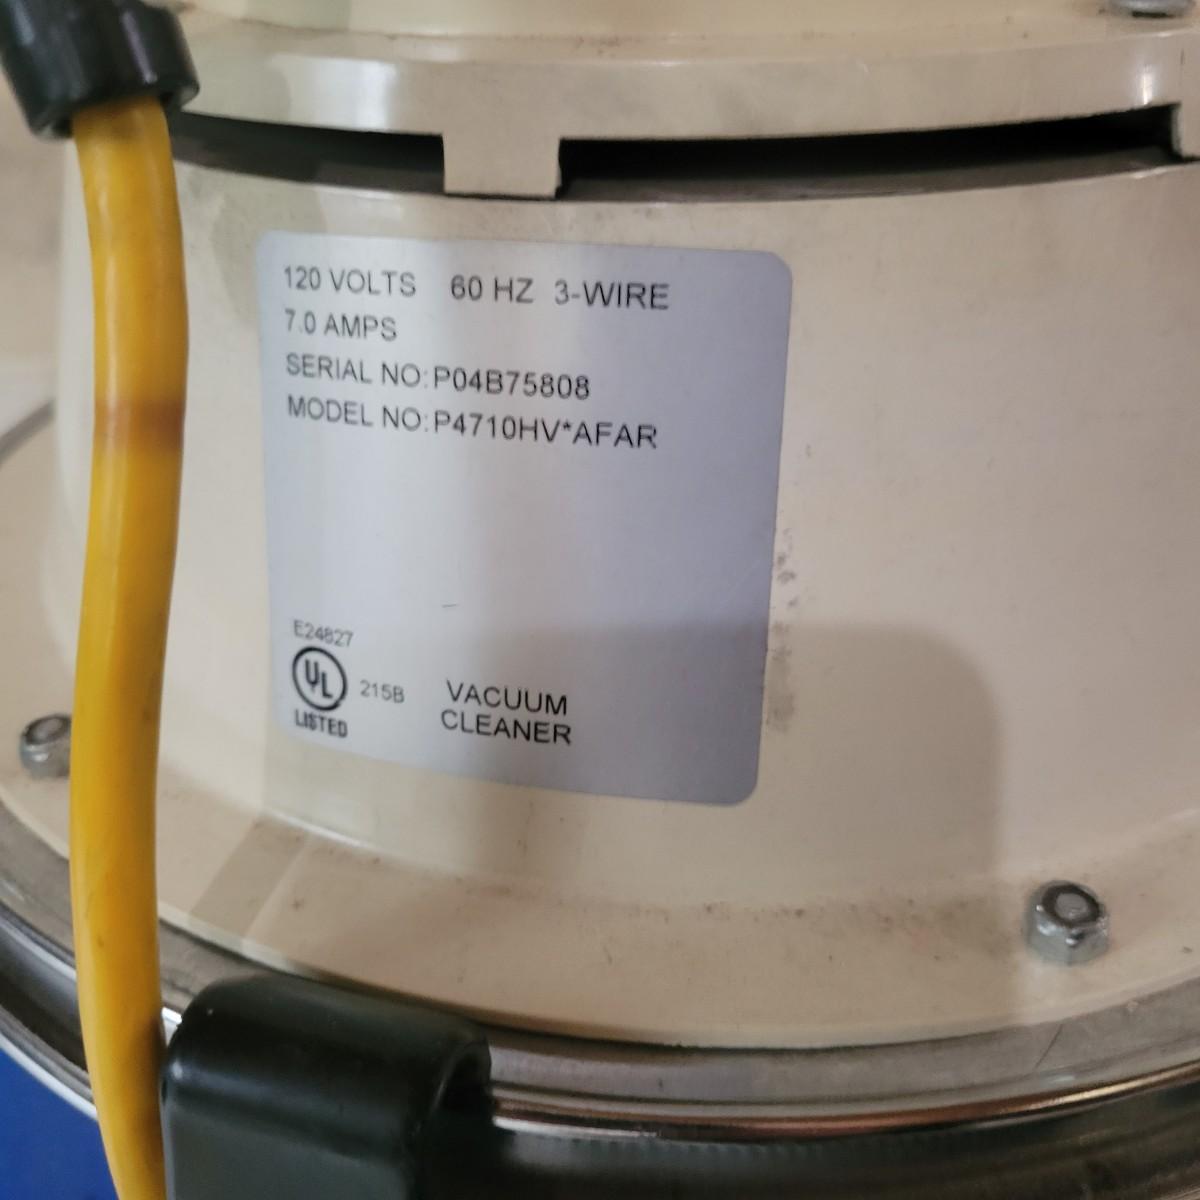 120 VOLTS 60 HZ 3-WIRE
7.0 AMPS
SERIAL NO: P04B75808
MODEL NO: P4710HV*AFAR
E24827
UL
LISTED
215B
VACUUM
CLEANER